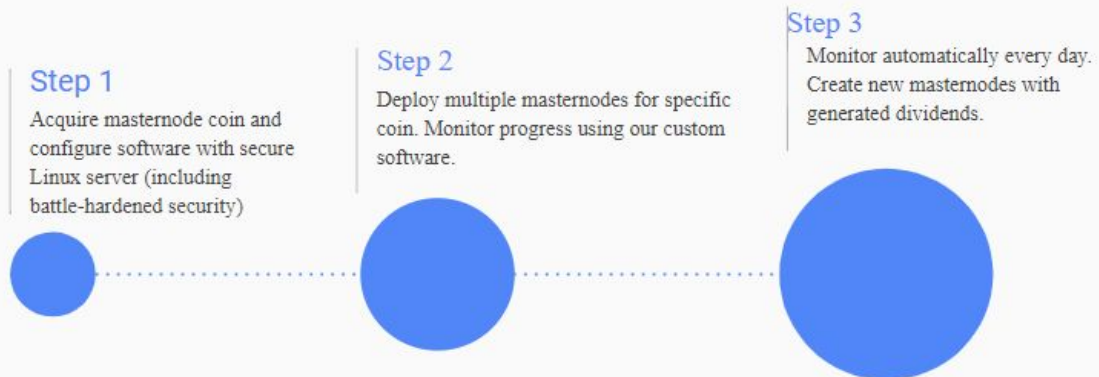 Step 1
Acquire masternode coin and
configure software with secure
Linux server (including
battle-hardened security)
Step 2
Deploy multiple masternodes for specific
coin. Monitor progress using our custom
software.
Step 3
Monitor automatically every day.
Create new masternodes with
generated dividends.